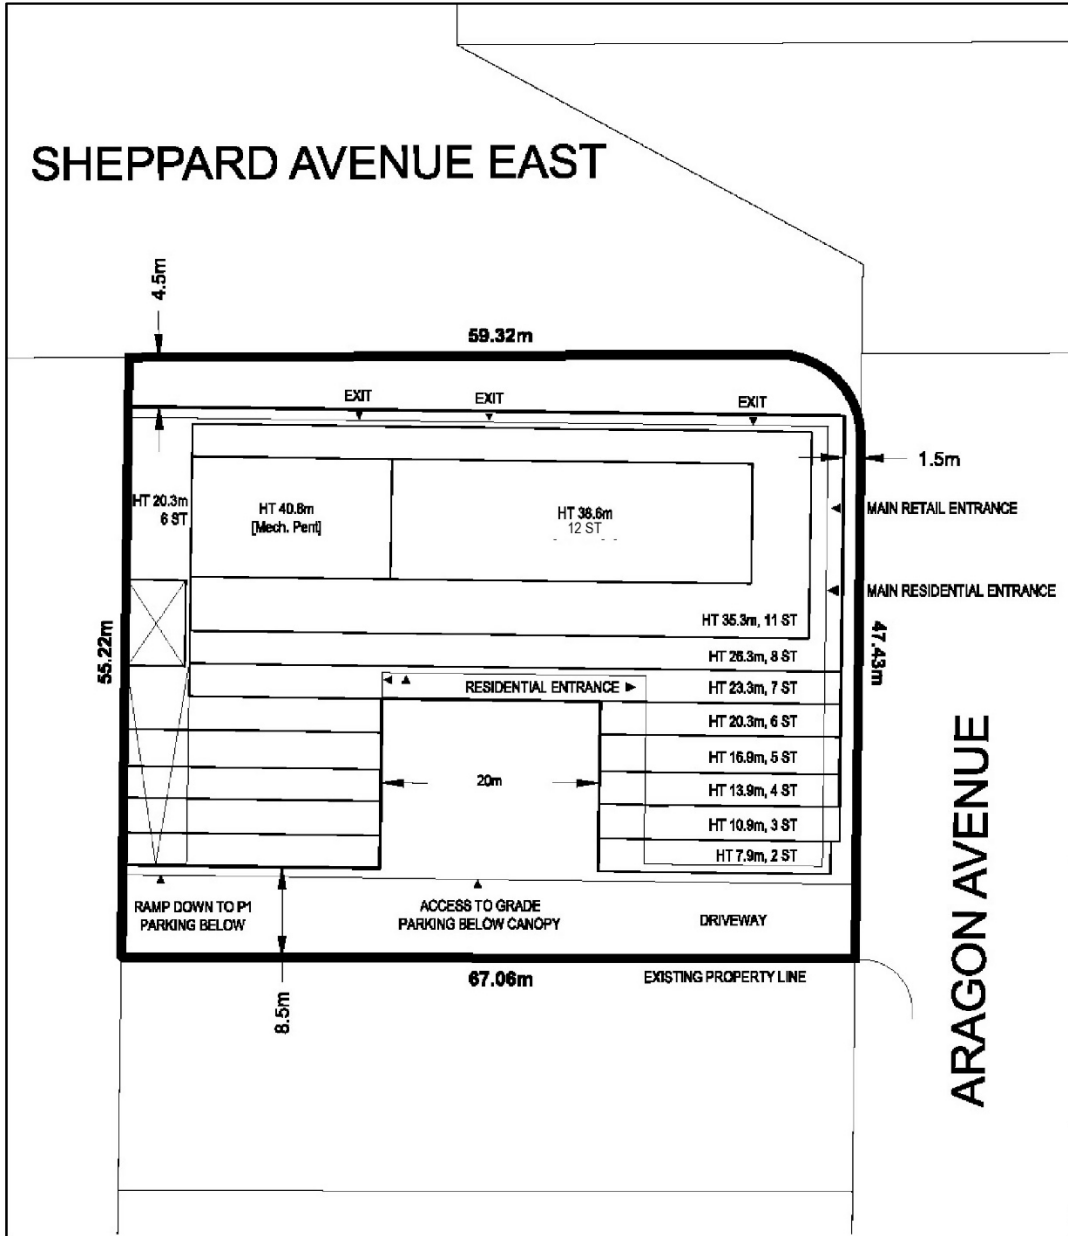 SHEPPARD AVENUE EAST
4.5m
59.32m
EXIT
EXIT
EXIT
1.5m
HT 20.3m
6 ST
HT 40.6m
[Mech. Pent]
HT 38.6m
12 ST
MAIN RETAIL ENTRANCE
MAIN RESIDENTIAL ENTRANCE
HT 35.3m, 11 ST
55.22m
47.43m
HT 26.3m, 8 ST
RESIDENTIAL ENTRANCE
HT 23.3m, 7 ST
HT 20.3m, 6 ST
HT 16.9m, 5 ST
20m
HT 13.9m, 4 ST
HT 10.9m, 3 ST
HT 7.9m, 2 ST
ARAGON AVENUE
RAMP DOWN TO P1
PARKING BELOW
ACCESS TO GRADE
PARKING BELOW CANOPY
DRIVEWAY
8.5m
67.06m
EXISTING PROPERTY LINE